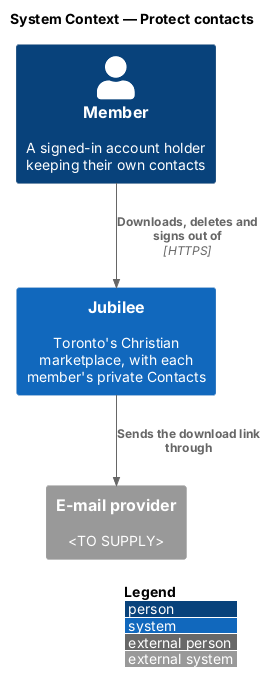 System Context — Protect contacts
Member
A signed-in account holder
keeping their own contacts
Downloads, deletes and
signs out of
[HTTPS]
Jubilee
Toronto's Christian
marketplace, with each
member's private Contacts
Sends the download link
through
E-mail provider
<TO SUPPLY>
Legend
person
system
external person
external system